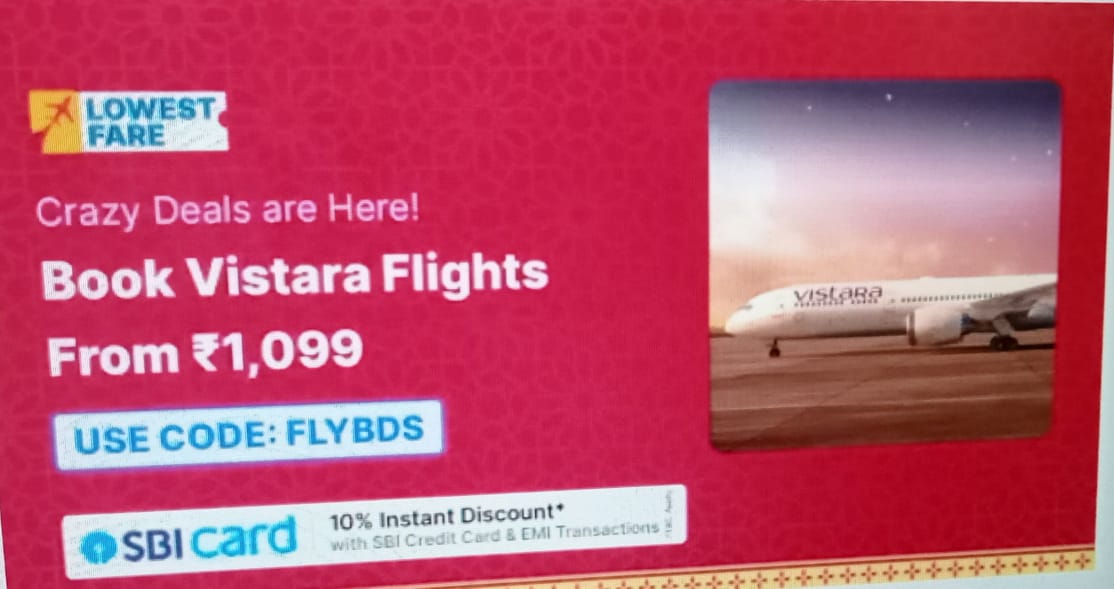 LOWEST
FARE
Crazy Deals are Here!
Book Vistara Flights
From ₹1,099
USE CODE: FLYBDS
SBI card
10% Instant Discount*
with SBI Credit Card & EMI Transactions
vistara